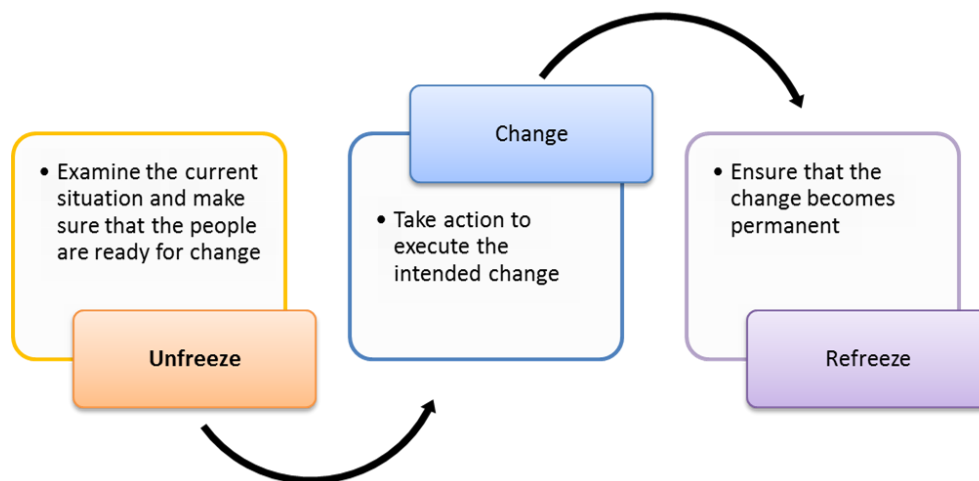 • Examine the current
situation and make
sure that the people
are ready for change
Unfreeze
Change
• Take action to
execute the
intended change
• Ensure that the
change becomes
permanent
Refreeze